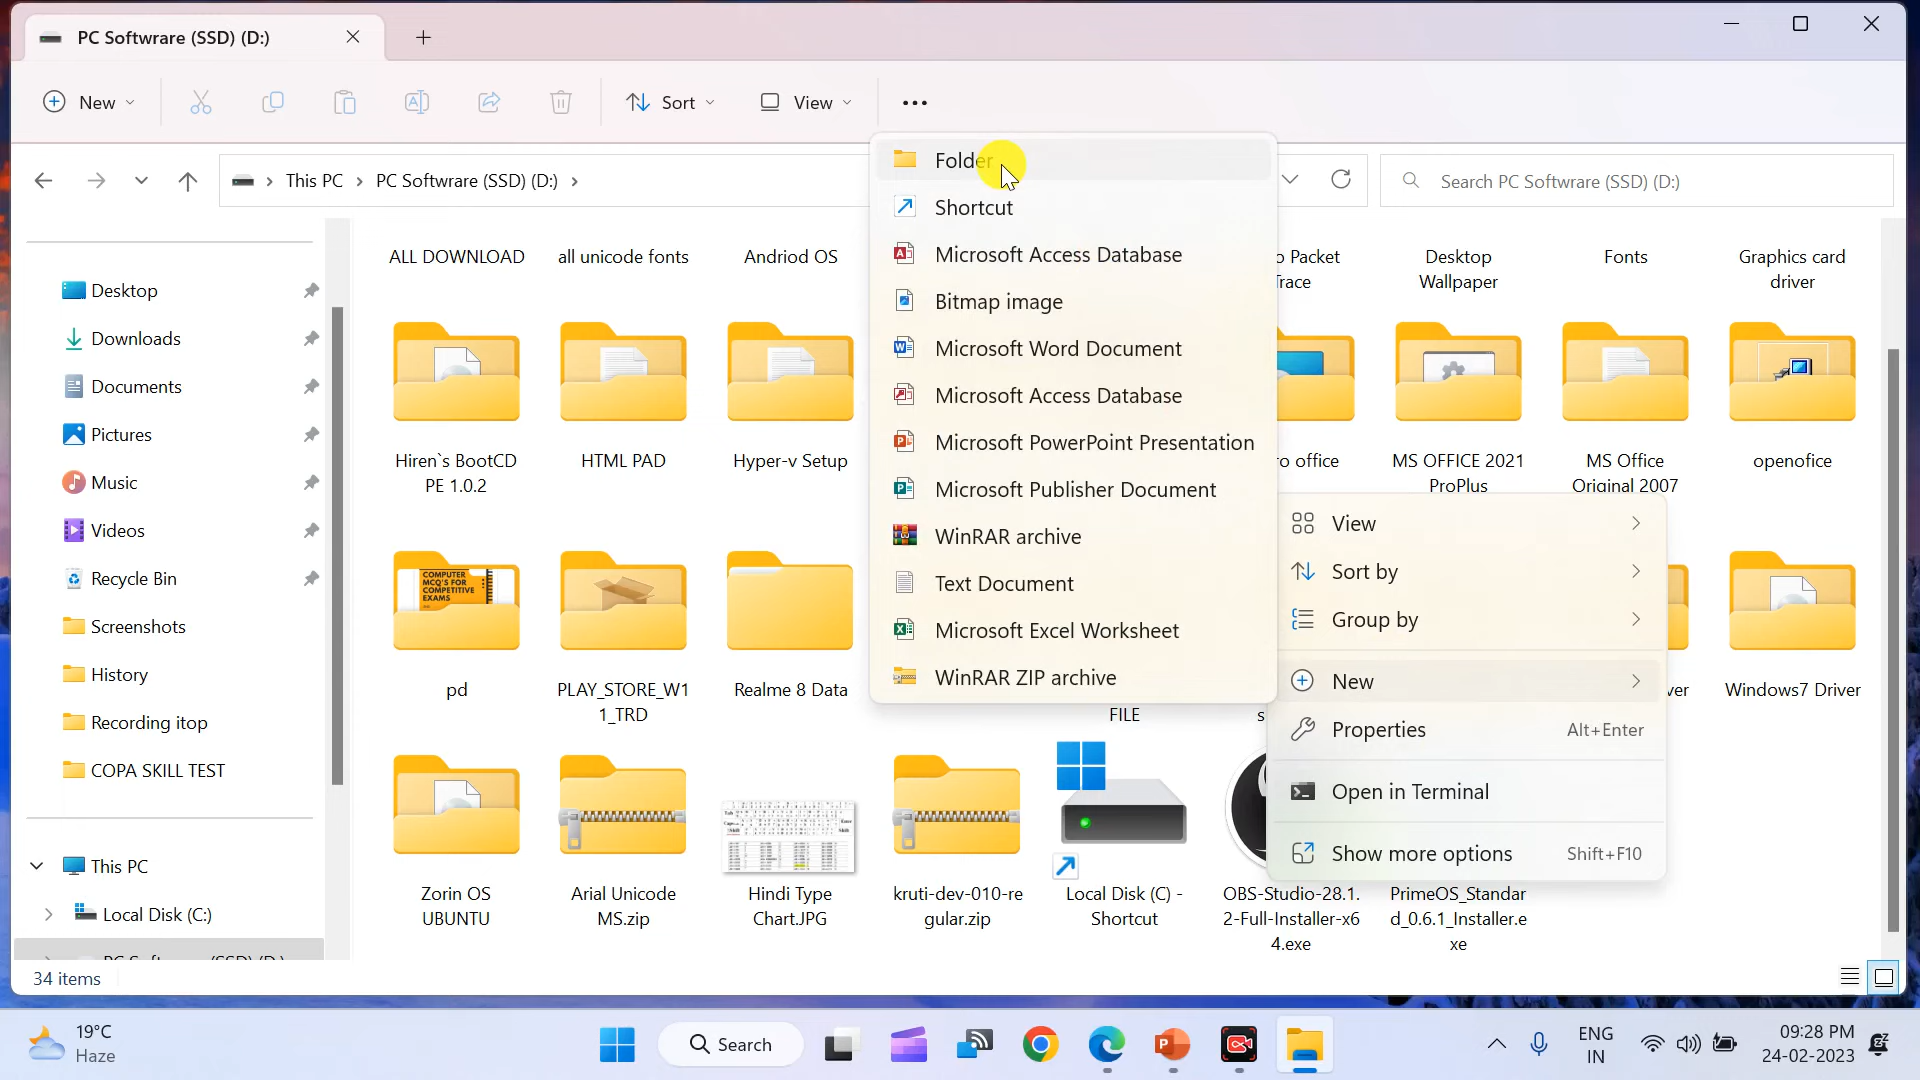 PC Softwrare (SSD) (D:)
New
Sort
View
This PC
PC Softwrare (SSD) (D:)
Search PC Softwrare (SSD) (D:)
Desktop
Downloads
Documents
Pictures
Music
Videos
Recycle Bin
Screenshots
History
Recording itop
COPA SKILL TEST
This PC
Local Disk (C:)
34 items
ALL DOWNLOAD
all unicode fonts
Andriod OS
Packet
Desktop
Wallpaper
Fonts
Graphics card
driver
Hiren`s BootCD
PE 1.0.2
HTML PAD
Hyper-v Setup
office
MS OFFICE 2021
ProPlus
MS Office
Original 2007
openofice
COMPUTER
MCQ'S FOR
COMPETITIVE
EXAMS
pd
PLAY_STORE_W1
1_TRD
Realme 8 Data
FILE
Windows7 Driver
Zorin OS
UBUNTU
Arial Unicode
MS.zip
Hindi Type
Chart.JPG
kruti-dev-010-re
gular.zip
Local Disk (C) -
Shortcut
OBS-Studio-28.1.
2-Full-Installer-x6
4.exe
PrimeOS_Standar
d_0.6.1_Installer.e
xe
Folder
Shortcut
Microsoft Access Database
Bitmap image
Microsoft Word Document
Microsoft Access Database
Microsoft PowerPoint Presentation
Microsoft Publisher Document
WinRAR archive
Text Document
Microsoft Excel Worksheet
WinRAR ZIP archive
View
Sort by
Group by
New
Properties Alt+Enter
Open in Terminal
Show more options Shift+F10
19°C
Haze
Search
ENG
IN
09:28 PM
24-02-2023